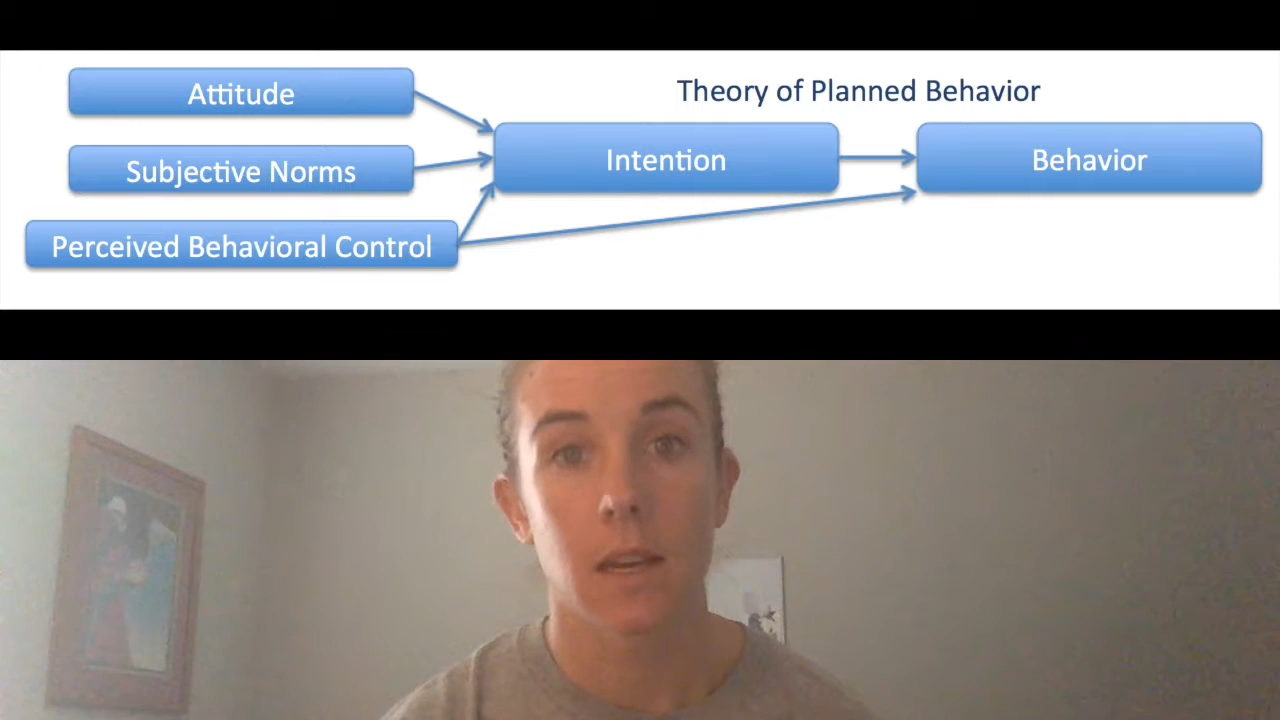 Attitude
Theory of Planned Behavior
Subjective Norms
Intention
Behavior
Perceived Behavioral Control